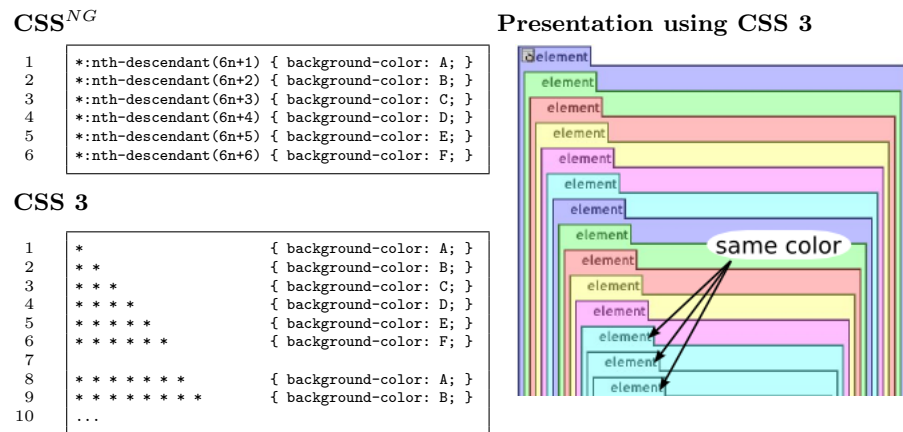 CSS^NG
1 *:nth-descendant(6n+1) { background-color: A; }
2 *:nth-descendant(6n+2) { background-color: B; }
3 *:nth-descendant(6n+3) { background-color: C; }
4 *:nth-descendant(6n+4) { background-color: D; }
5 *:nth-descendant(6n+5) { background-color: E; }
6 *:nth-descendant(6n+6) { background-color: F; }
CSS 3
1 * { background-color: A; }
2 * * { background-color: B; }
3 * * * { background-color: C; }
4 * * * * { background-color: D; }
5 * * * * * { background-color: E; }
6 * * * * * * { background-color: F; }
7
8 * * * * * * * { background-color: A; }
9 * * * * * * * * { background-color: B; }
10 ...
Presentation using CSS 3
element
element
element
element
element
element
element
element
same color
element
element
element
element
element
element